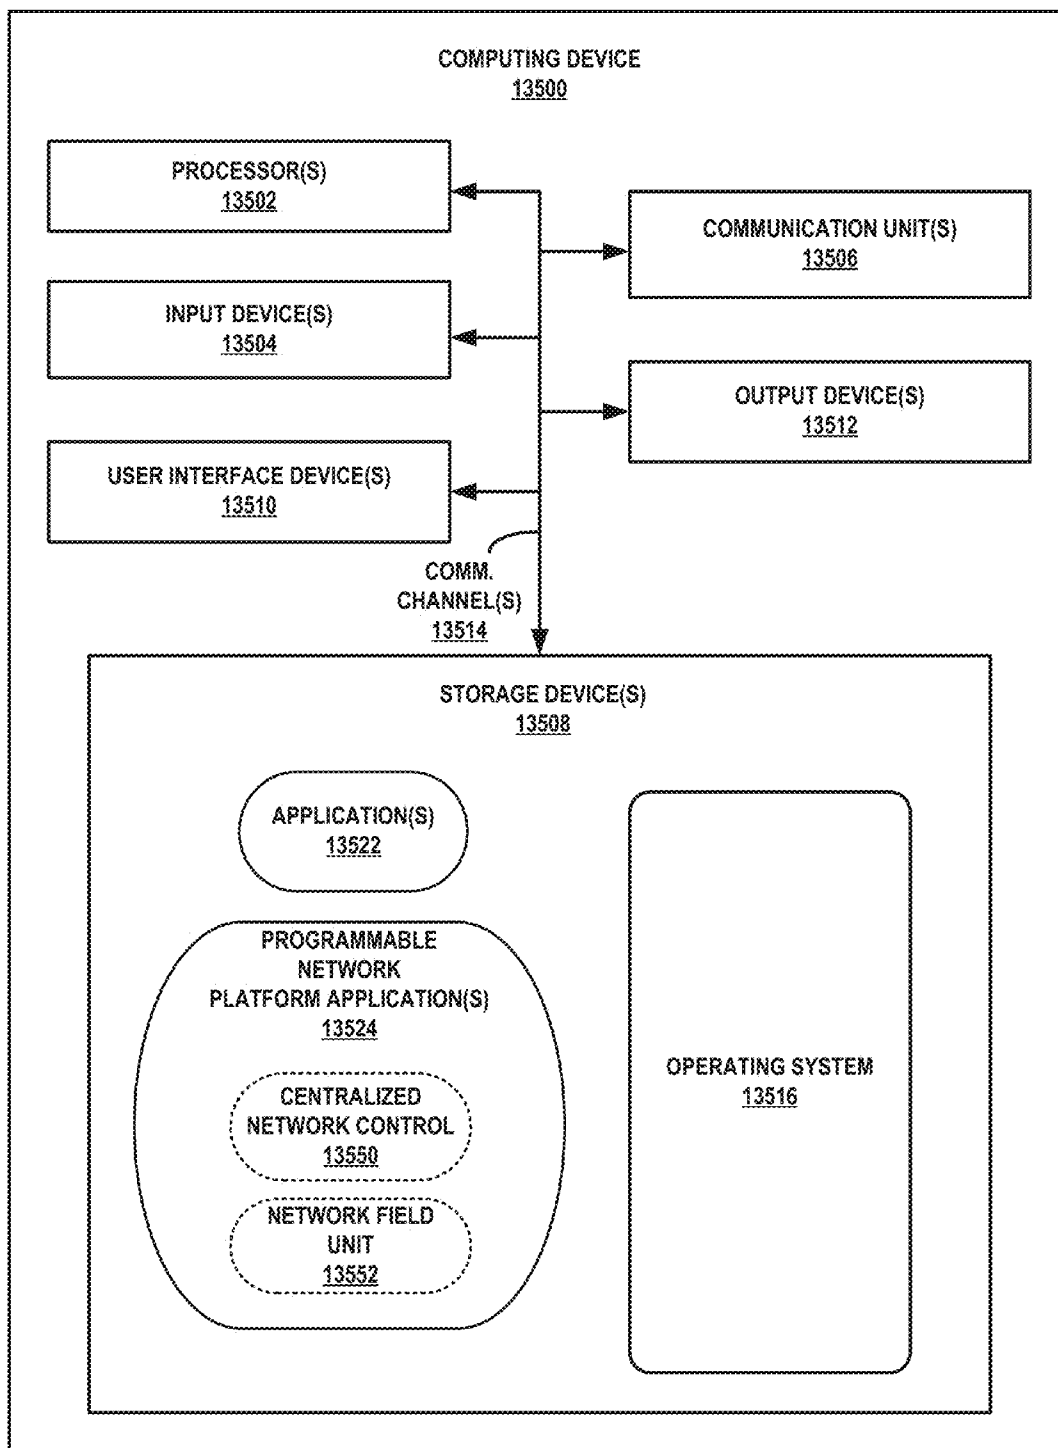 COMPUTING DEVICE
13500
PROCESSOR(S)
13502
COMMUNICATION UNIT(S)
13506
INPUT DEVICE(S)
13504
OUTPUT DEVICE(S)
13512
USER INTERFACE DEVICE(S)
13510
COMM.
CHANNEL(S)
13514
STORAGE DEVICE(S)
13508
APPLICATION(S)
13522
PROGRAMMABLE
NETWORK
PLATFORM APPLICATION(S)
13524
CENTRALIZED
NETWORK CONTROL
13550
NETWORK FIELD
UNIT
13552
OPERATING SYSTEM
13516